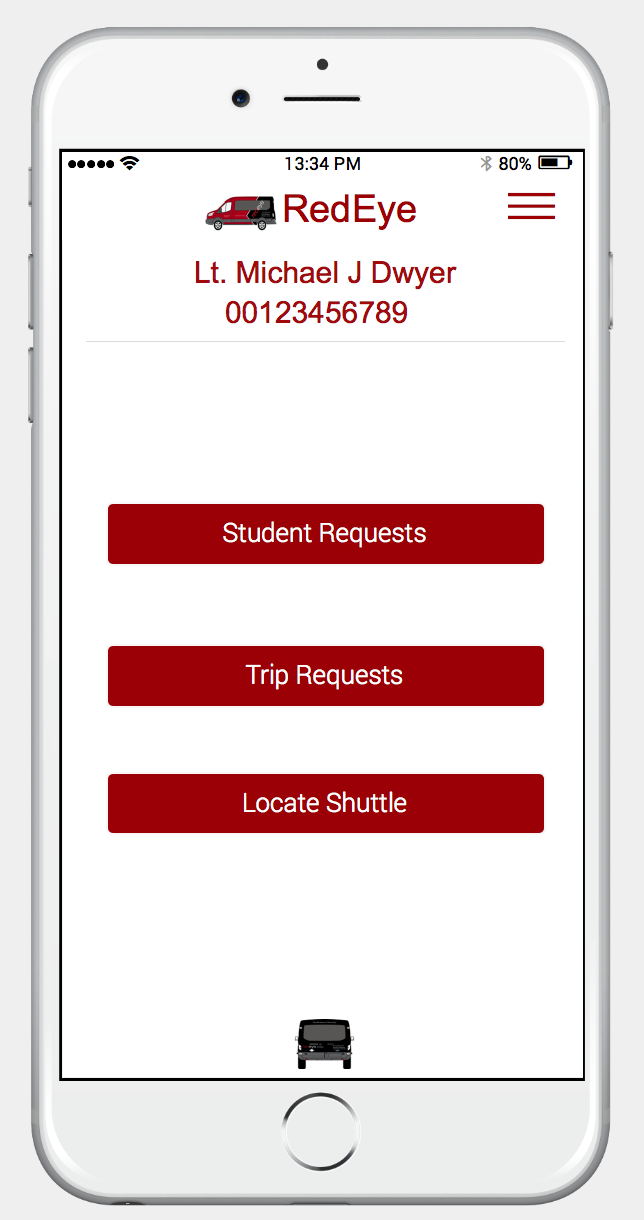 13:34 PM 80%
RedEye
Lt. Michael J Dwyer
00123456789
Student Requests
Trip Requests
Locate Shuttle